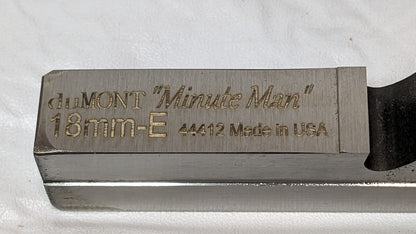 duMONT "Minute Man"
18mm-E 44412 Made in USA